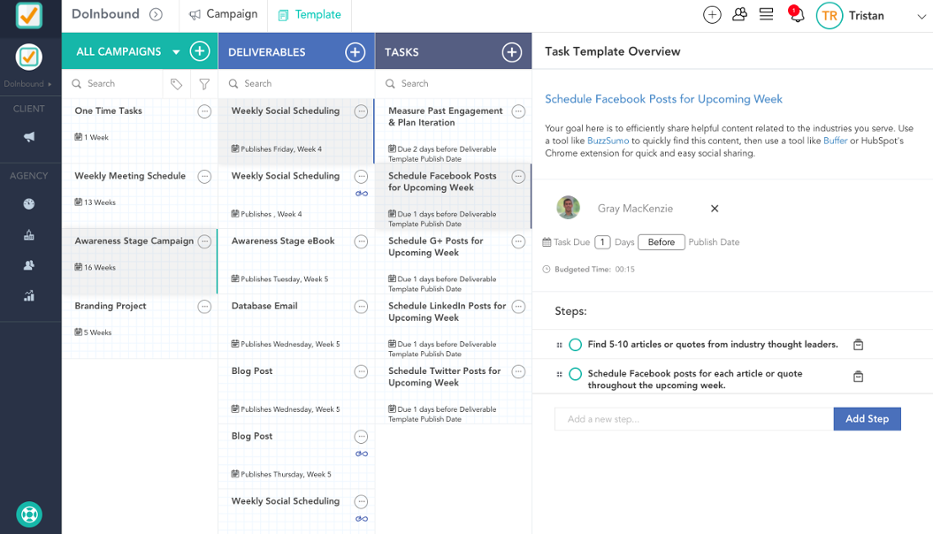 DoInbound
Campaign
Template
1
TR
Tristan
DoInbound
CLIENT
AGENCY
ALL CAMPAIGNS
Search
One Time Tasks
1 Week
Weekly Meeting Schedule
13 Weeks
Awareness Stage Campaign
16 Weeks
Branding Project
5 Weeks
DELIVERABLES
Search
Weekly Social Scheduling
Publishes Friday, Week 4
Weekly Social Scheduling
Publishes , Week 4
Awareness Stage eBook
Publishes Tuesday, Week 5
Database Email
Publishes Wednesday, Week 5
Blog Post
Publishes Wednesday, Week 5
Blog Post
Publishes Thursday, Week 5
Weekly Social Scheduling
TASKS
Search
Measure Past Engagement
& Plan Iteration
Due 2 days before Deliverable
Template Publish Date
Schedule Facebook Posts
for Upcoming Week
Due 1 days before Deliverable
Template Publish Date
Schedule G+ Posts for
Upcoming Week
Due 1 days before Deliverable
Template Publish Date
Schedule LinkedIn Posts for
Upcoming Week
Due 1 days before Deliverable
Template Publish Date
Schedule Twitter Posts for
Upcoming Week
Due 1 days before Deliverable
Template Publish Date
Task Template Overview
Schedule Facebook Posts for Upcoming Week
Your goal here is to efficiently share helpful content related to the industries you serve. Use
a tool like BuzzSumo to quickly find this content, then use a tool like Buffer or HubSpot's
Chrome extension for quick and easy social sharing.
Gray MacKenzie
Task Due 1 Days Before Publish Date
Budgeted Time: 00:15
Steps:
Find 5-10 articles or quotes from industry thought leaders.
Schedule Facebook posts for each article or quote
throughout the upcoming week.
Add a new step...
Add Step